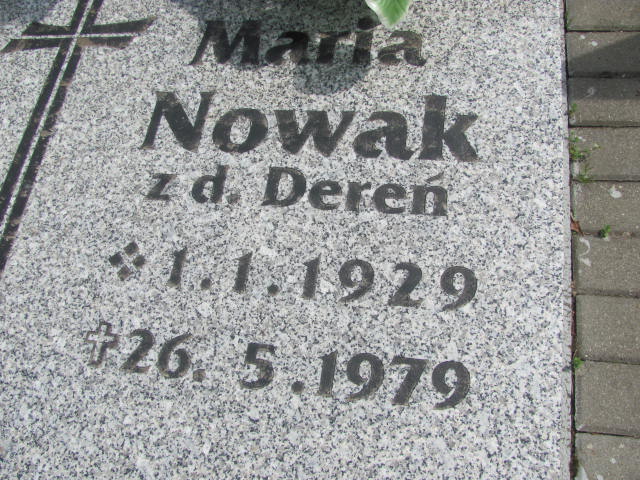 Maria
Nowak
z d. Dereń
1.1.1929
26.5.1979